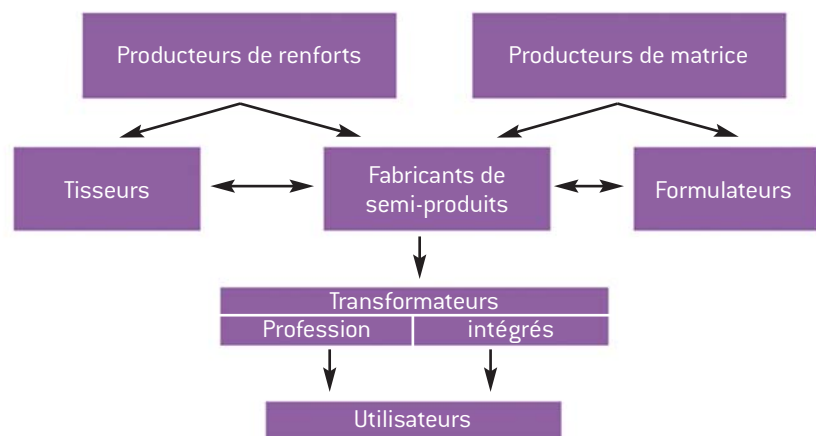 Producteurs de renforts
Producteurs de matrice
Tisseurs
Fabricants de
semi-produits
Formulateurs
Transformateurs
Profession
intégrés
Utilisateurs